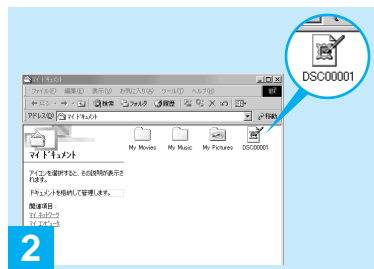 DSC00001
マイ ドキュメント
ファイル(F) 編集(E) 表示(V) お気に入り(A) ツール(T) ヘルプ(H)
検索 フォルダ 履歴
アドレス(D) マイ ドキュメント 移動
My Movies My Music My Pictures DSC00001
マイ ドキュメント
アイコンを選択すると、その説明が表示さ
れます。
ドキュメントを格納して管理します。
関連項目:
マイ ネットワーク
マイ コンピュータ
2